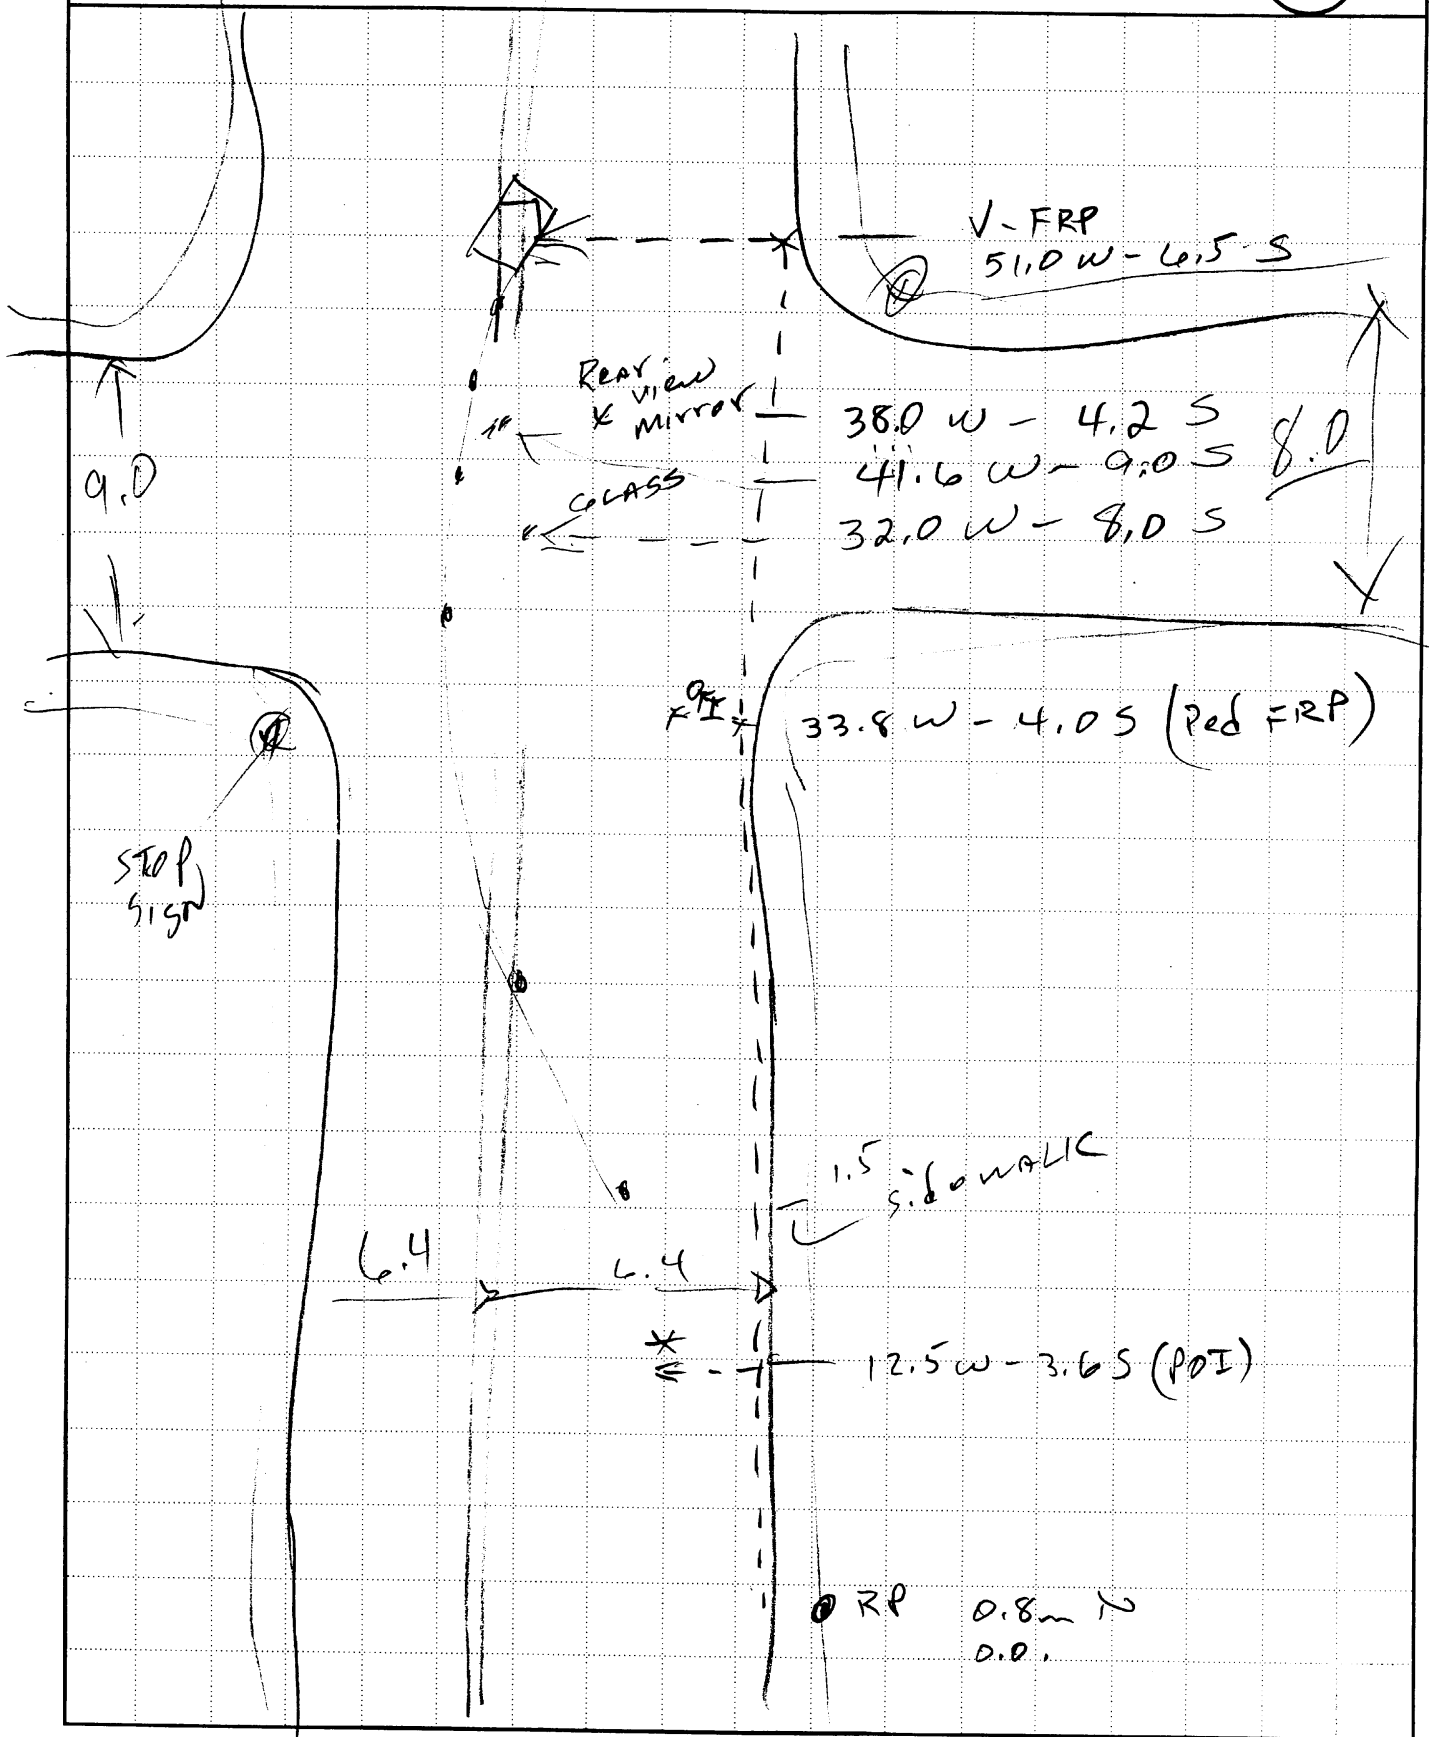 V-FRP
51.0 W - 6.5 S
Rear
x view
mirror
38.0 W - 4.2 S
41.6 W - 9.0 S
8.0
9.0
GLASS
32.0 W - 8.0 S
33.8 W - 4.0 S (Ped FRP)
STOP
SIGN
1.5
sidewALK
6.4
6.4
12.5 W - 3.6 S (POI)
RP 0.8m N
0.0.